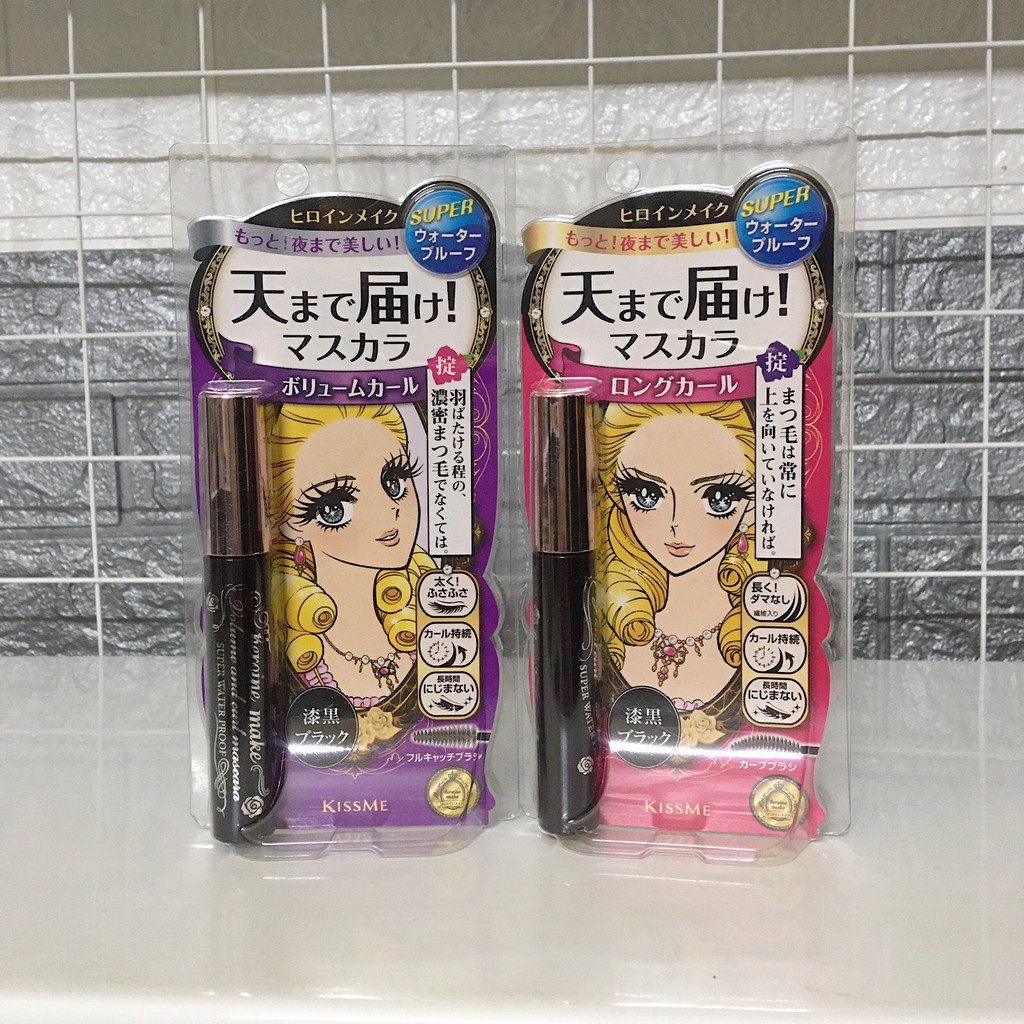 ヒロインメイク
SUPER
ウォーター
プルーフ
もっと!夜まで美しい!
天まで届け!
マスカラ
ボリュームカール
掟
羽ばたける程の、
濃密まつ毛でなくては。
太く!
ふさふさ
カール持続
長時間
にじまない
漆黒
ブラック
フルキャッチブラシ
KISSME
heroine make
Volume and curl mascara
SUPER WATER PROOF
ヒロインメイク
SUPER
ウォーター
プルーフ
もっと!夜まで美しい!
天まで届け!
マスカラ
ロングカール
掟
まつ毛は常に
上を向いていなければ。
長く!
ダマなし
繊維入り
カール持続
長時間
にじまない
漆黒
ブラック
カーブブラシ
KISSME
SUPER